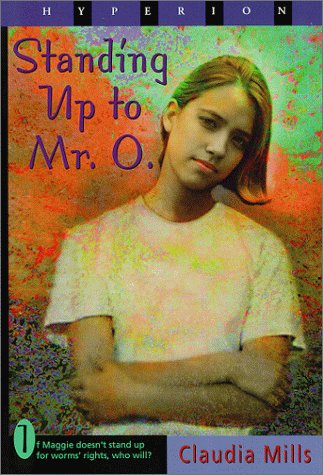 HYPERION
Standing
Up to
Mr. O.
If Maggie doesn't stand up
for worms' rights, who will?
Claudia Mills